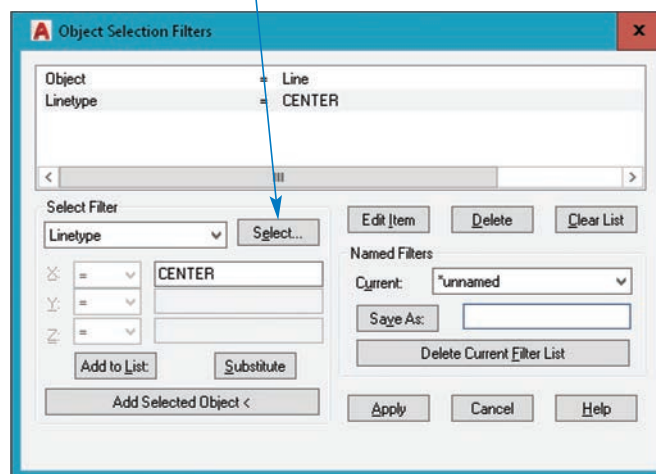 A Object Selection Filters x
Object = Line
Linetype = CENTER
Select Filter
Linetype Select...
X: = CENTER
Y: =
Z: =
Add to List: Substitute
Add Selected Object <
Edit Item Delete Clear List
Named Filters
Current: *unnamed
Save As:
Delete Current Filter List
Apply Cancel Help